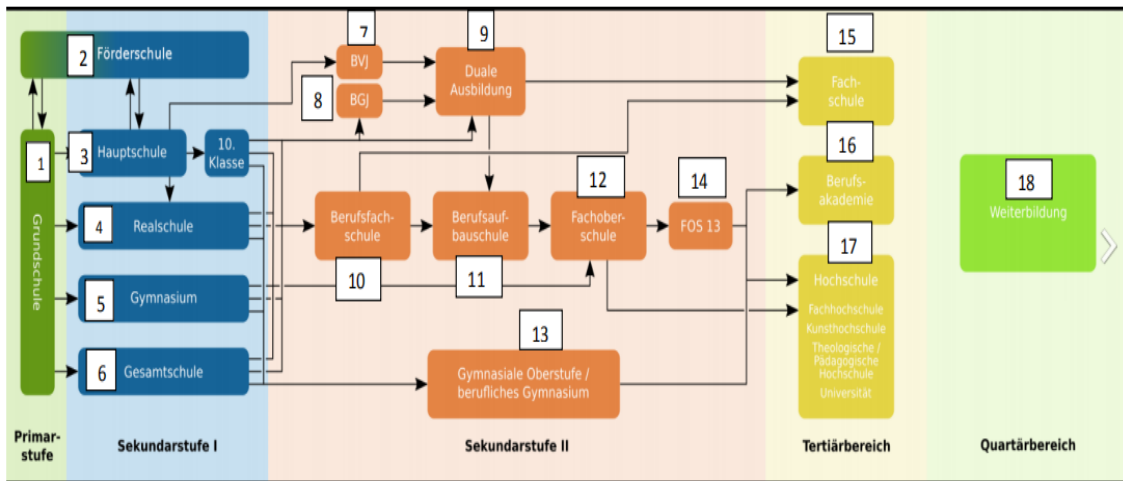 7
9
15
2
Förderschule
BVJ
Duale
Ausbildung
Fach-
schule
8
BGJ
1
3
Hauptschule
10.
Klasse
16
Berufs-
akademie
18
Weiterbildung
12
14
4
Realschule
Berufsfach-
schule
Berufsauf-
bauschule
Fachober-
schule
FOS 13
Grundschule
17
Hochschule
5
Gymnasium
10
11
Fachhochschule
Kunsthochschule
Theologische /
Pädagogische
Hochschule
Universität
13
6
Gesamtschule
Gymnasiale Oberstufe /
berufliches Gymnasium
Primar-
stufe
Sekundarstufe I
Sekundarstufe II
Tertiärbereich
Quartärbereich